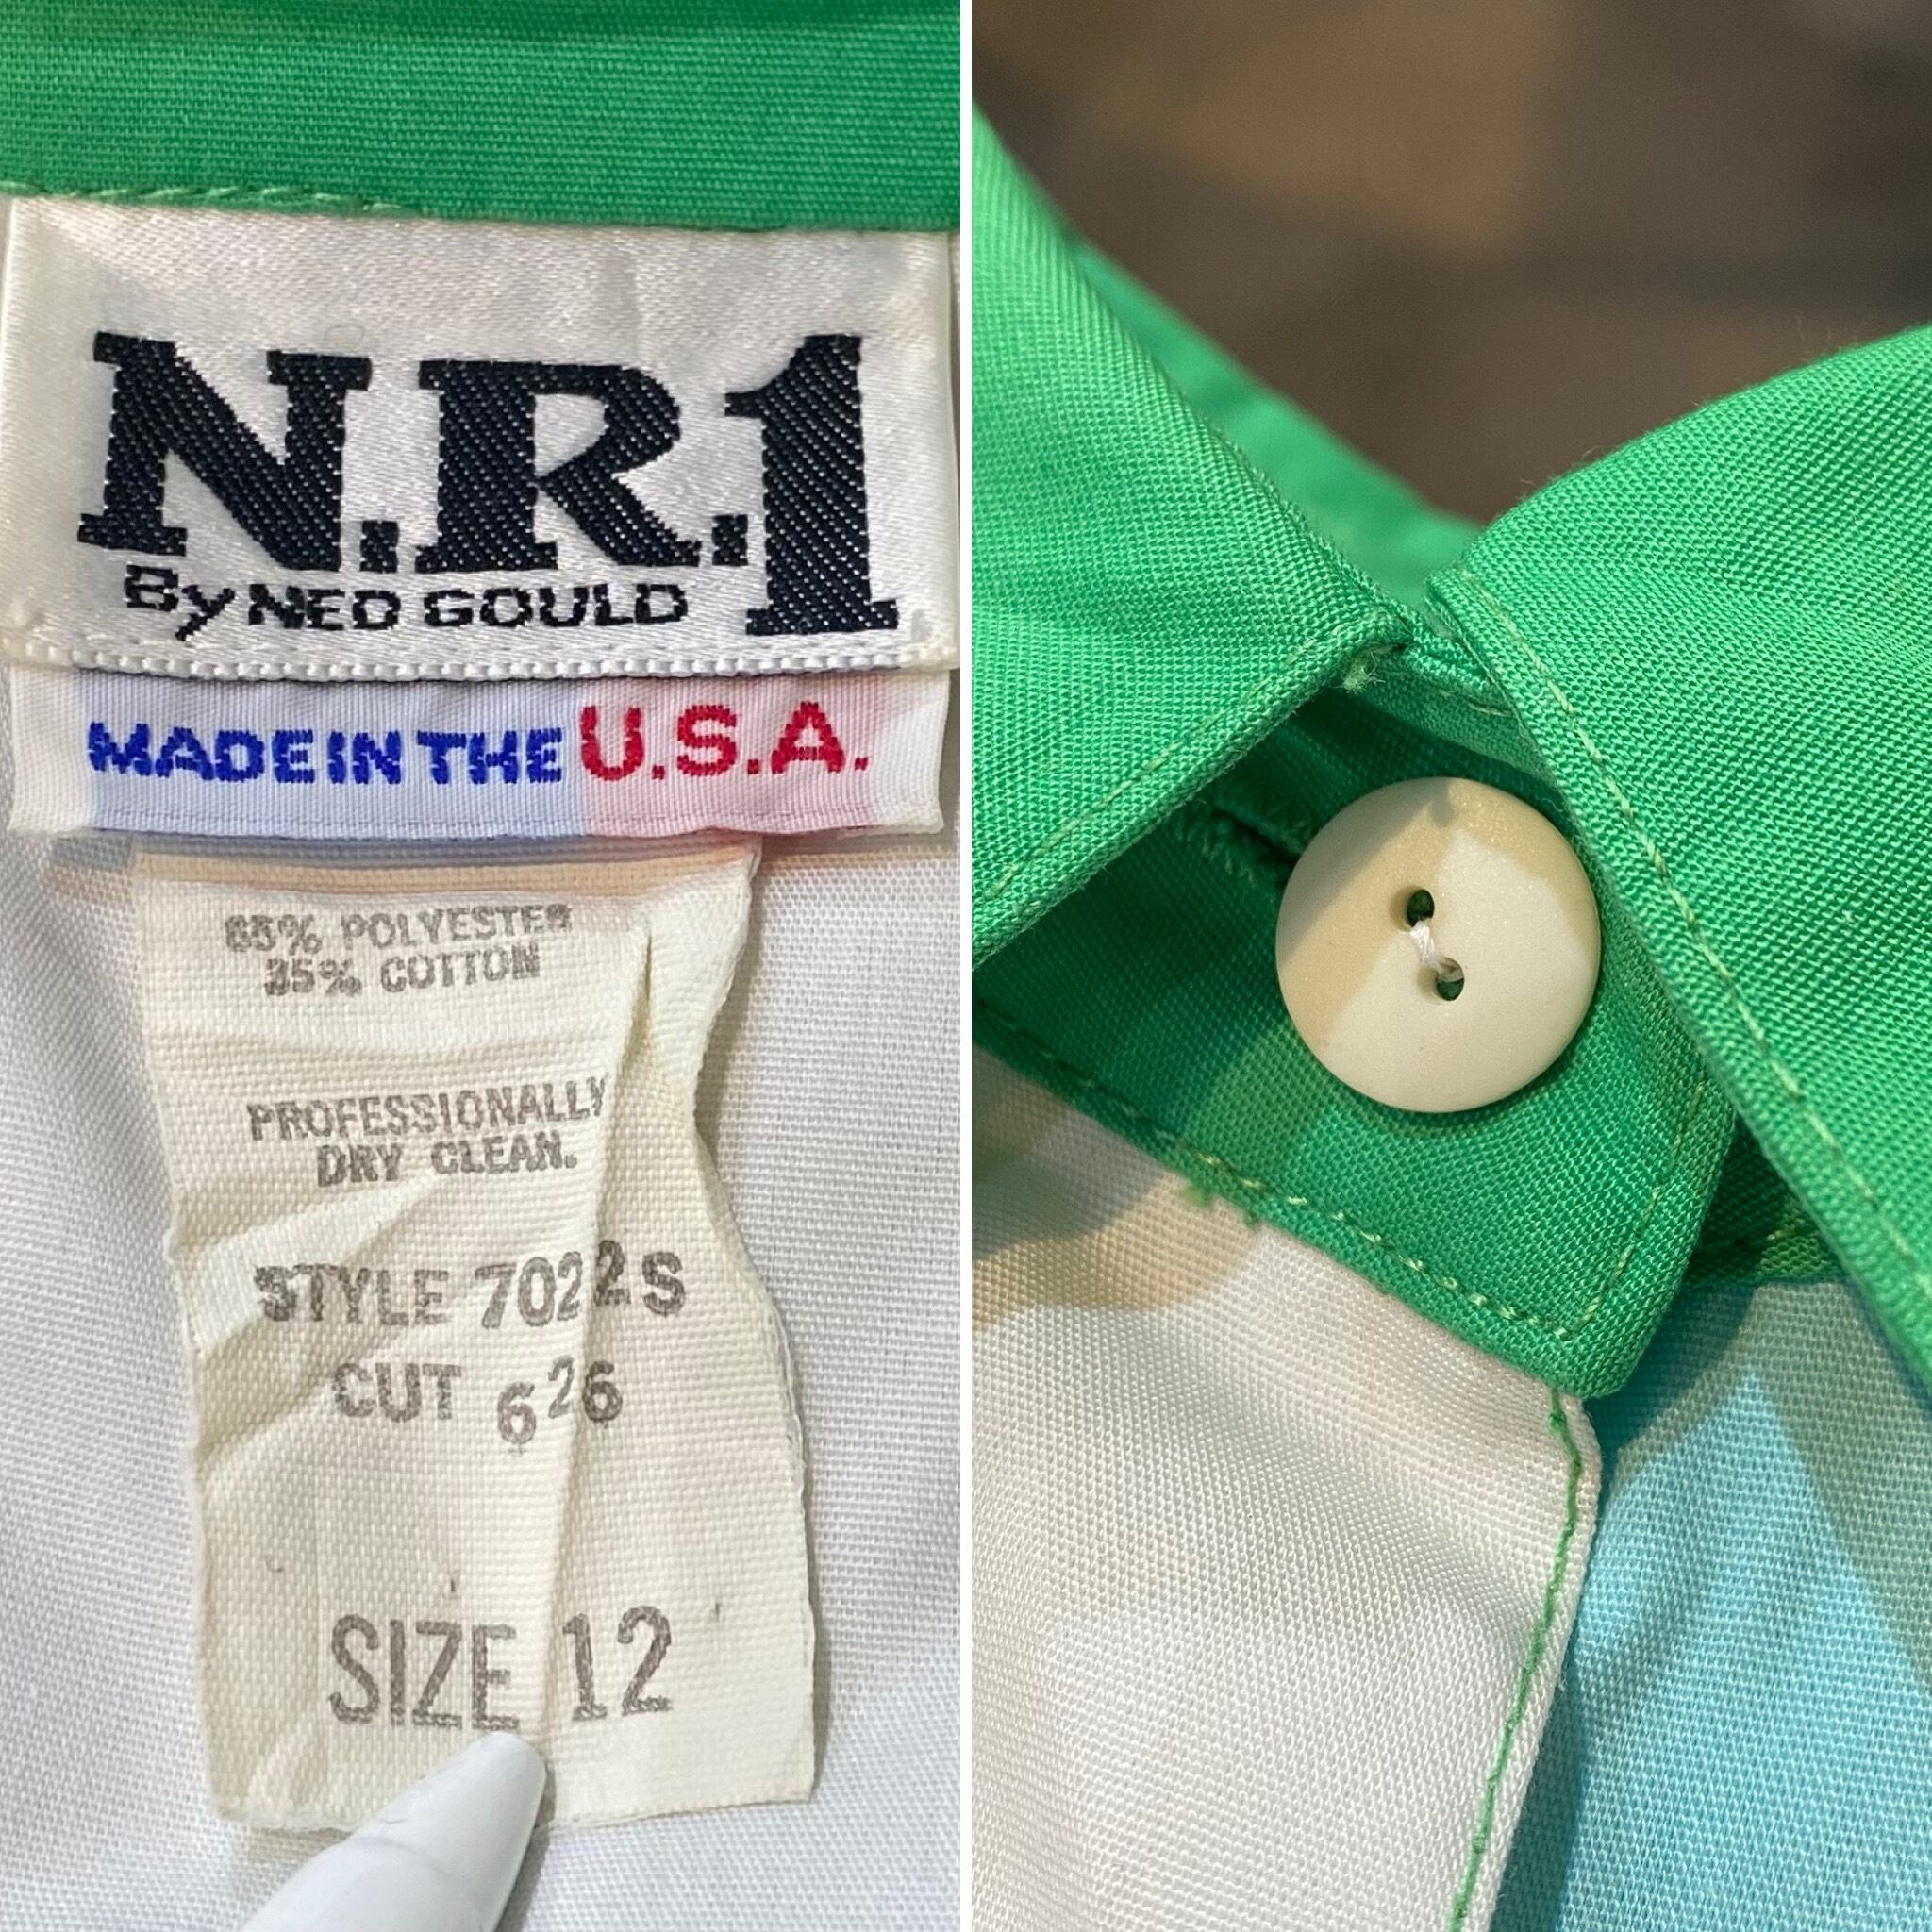 N.R.1
By NED GOULD
MADE IN THE U.S.A.
65% POLYESTER
35% COTTON
PROFESSIONALLY
DRY CLEAN.
STYLE 7022S
CUT 626
SIZE 12